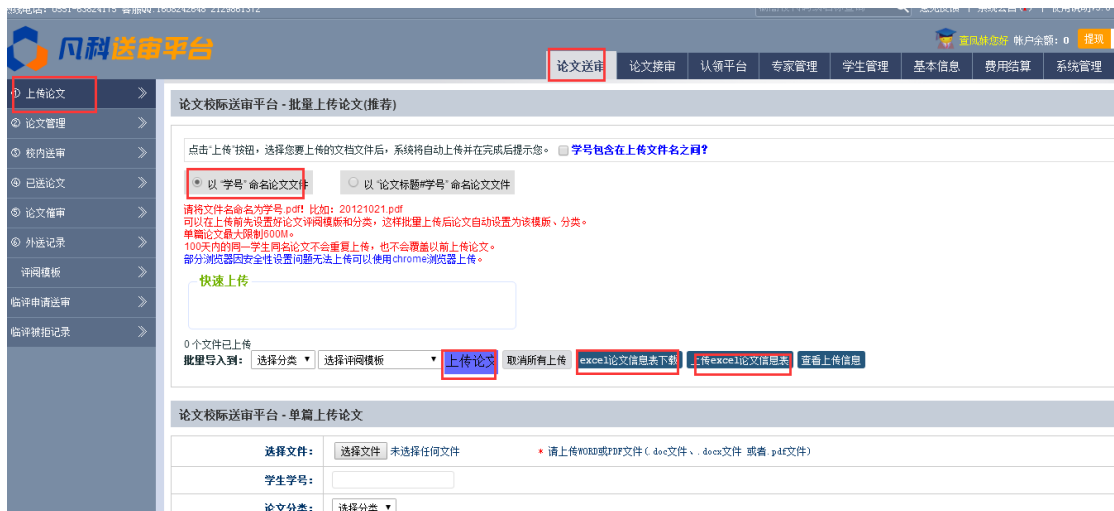 1608242648 2129861372
凡科送审平台
查凤妹您好 帐户余额: 0 提现
论文送审 论文接审 认领平台 专家管理 学生管理 基本信息 费用结算 系统管理
① 上传论文
② 论文管理
③ 校内送审
④ 已送论文
⑤ 论文催审
⑥ 外送记录
评阅模板
临评申请送审
临评被拒记录
论文校际送审平台 - 批量上传论文(推荐)
点击“上传”按钮，选择您要上传的文档文件后，系统将自动上传并在完成后提示您。 学号包含在上传文件名之间?
以 “学号” 命名论文文件 以 “论文标题#学号” 命名论文文件
请将文件名命名为学号.pdf! 比如: 20121021.pdf
可以在上传前先设置好论文评阅模版和分类，这样批量上传后论文自动设置为该模版、分类。
单篇论文最大限制600M。
100天内的同一学生同名论文不会重复上传，也不会覆盖以前上传论文。
部分浏览器因安全性设置问题无法上传可以使用chrome浏览器上传。
快速上传
0 个文件已上传
批量导入到: 选择分类 选择评阅模板 上传论文 取消所有上传 excel论文信息表下载 上传excel论文信息表 查看上传信息
论文校际送审平台 - 单篇上传论文
选择文件: 选择文件 未选择任何文件 * 请上传WORD或PDF文件( .doc文件、. docx文件 或者.pdf文件)
学生学号:
论文分类: 选择分类